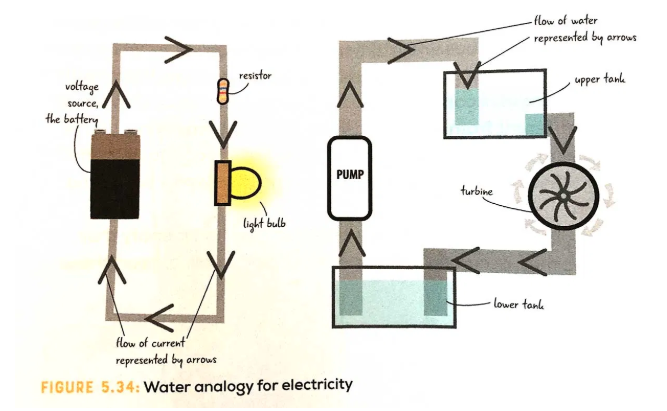 flow of water
represented by arrows
resistor
voltage
source,
the battery
upper tank
PUMP
turbine
light bulb
lower tank
flow of current
represented by arrows
FIGURE 5.34: Water analogy for electricity